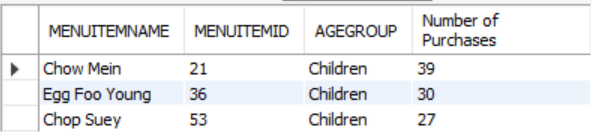 MENUITEMNAME MENUITEMID AGEGROUP Number of Purchases
Chow Mein 21 Children 39
Egg Foo Young 36 Children 30
Chop Suey 53 Children 27